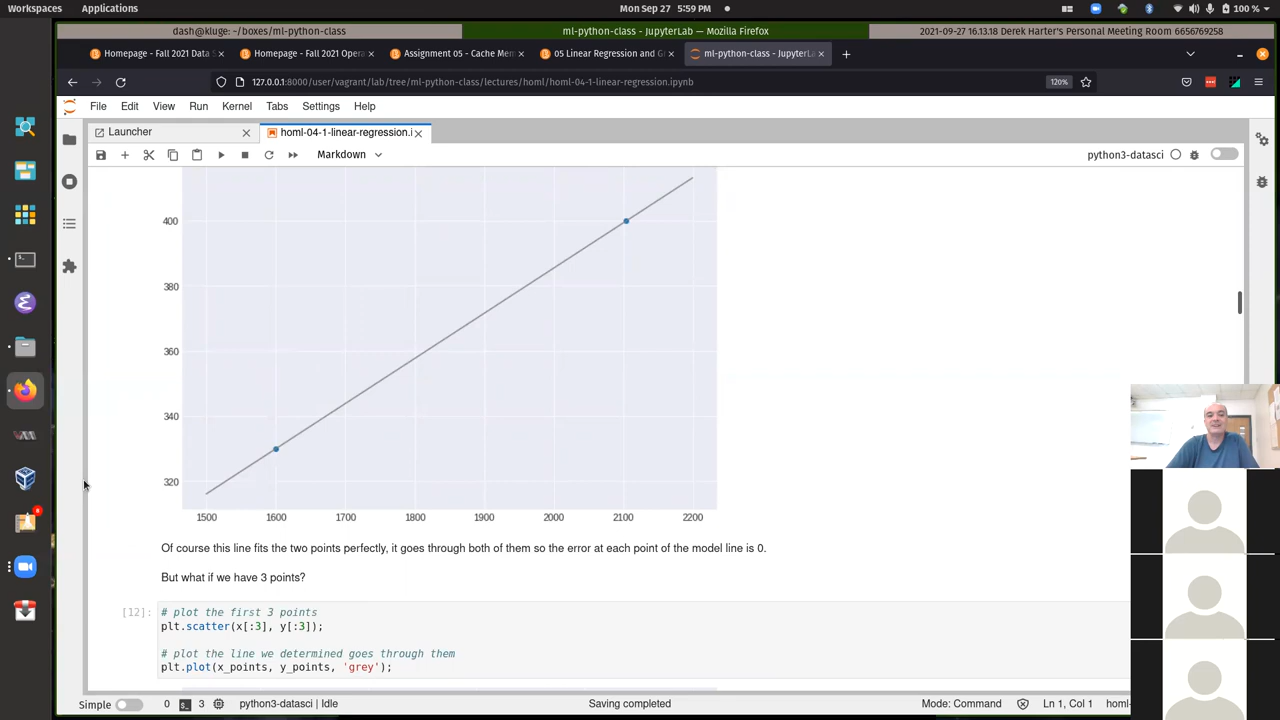 Workspaces Applications Mon Sep 27 5:59 PM 100 %
dash@kluge: ~/boxes/ml-python-class ml-python-class — JupyterLab — Mozilla Firefox 2021-09-27 16.13.18 Derek Harter's Personal Meeting Room 6656769258
Homepage - Fall 2021 Data S Homepage - Fall 2021 Opera Assignment 05 - Cache Mem 05 Linear Regression and G ml-python-class - JupyterLa
127.0.0.1:8000/user/vagrant/lab/tree/ml-python-class/lectures/homl/homl-04-1-linear-regression.ipynb 120%
File Edit View Run Kernel Tabs Settings Help
Launcher homl-04-1-linear-regression.i
Markdown python3-datasci
400
380
360
340
320
1500 1600 1700 1800 1900 2000 2100 2200
Of course this line fits the two points perfectly, it goes through both of them so the error at each point of the model line is 0.
But what if we have 3 points?
[12]: # plot the first 3 points
plt.scatter(x[:3], y[:3]);
# plot the line we determined goes through them
plt.plot(x_points, y_points, 'grey');
Simple 0 3 python3-datasci | Idle Saving completed Mode: Command Ln 1, Col 1 homl-